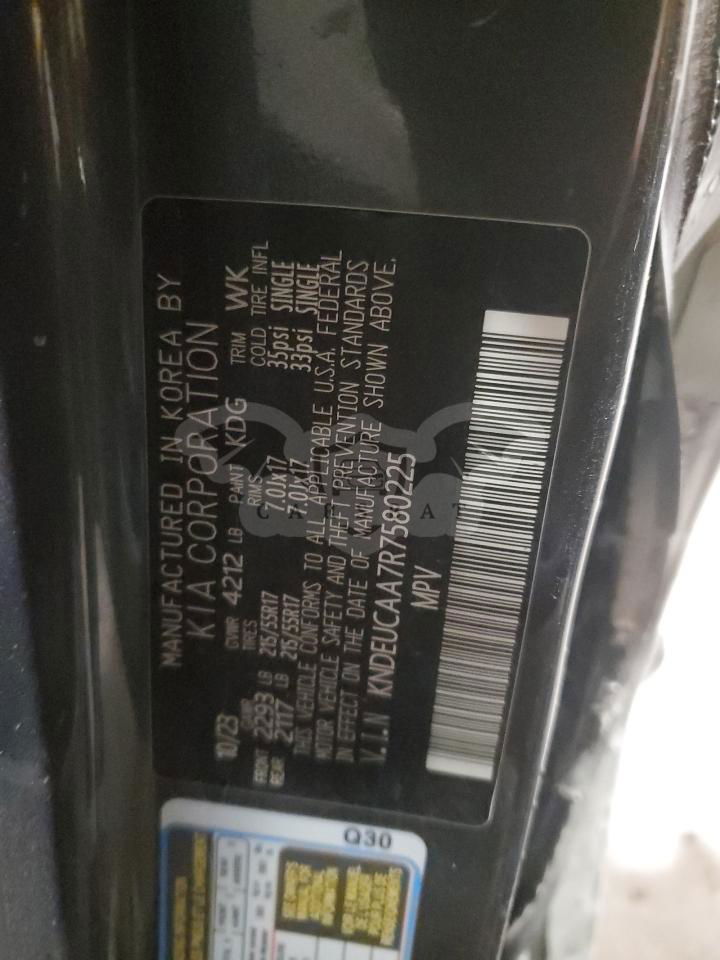 MANUFACTURED IN KOREA BY
KIA CORPORATION
10/23 GVWR 4212 LB PAINT KDG TRIM WK
GAWR TIRES RIMS COLD TIRE INFL
FRONT 2293 LB 215/55R17 7.0JX17 35psi SINGLE
REAR 2117 LB 215/55R17 7.0JX17 33psi SINGLE
THIS VEHICLE CONFORMS TO ALL APPLICABLE U.S.A. FEDERAL
MOTOR VEHICLE SAFETY AND THEFT PREVENTION STANDARDS
IN EFFECT ON THE DATE OF MANUFACTURE SHOWN ABOVE.
V.I.N KNDEUCAA7R7580225
MPV
Q30